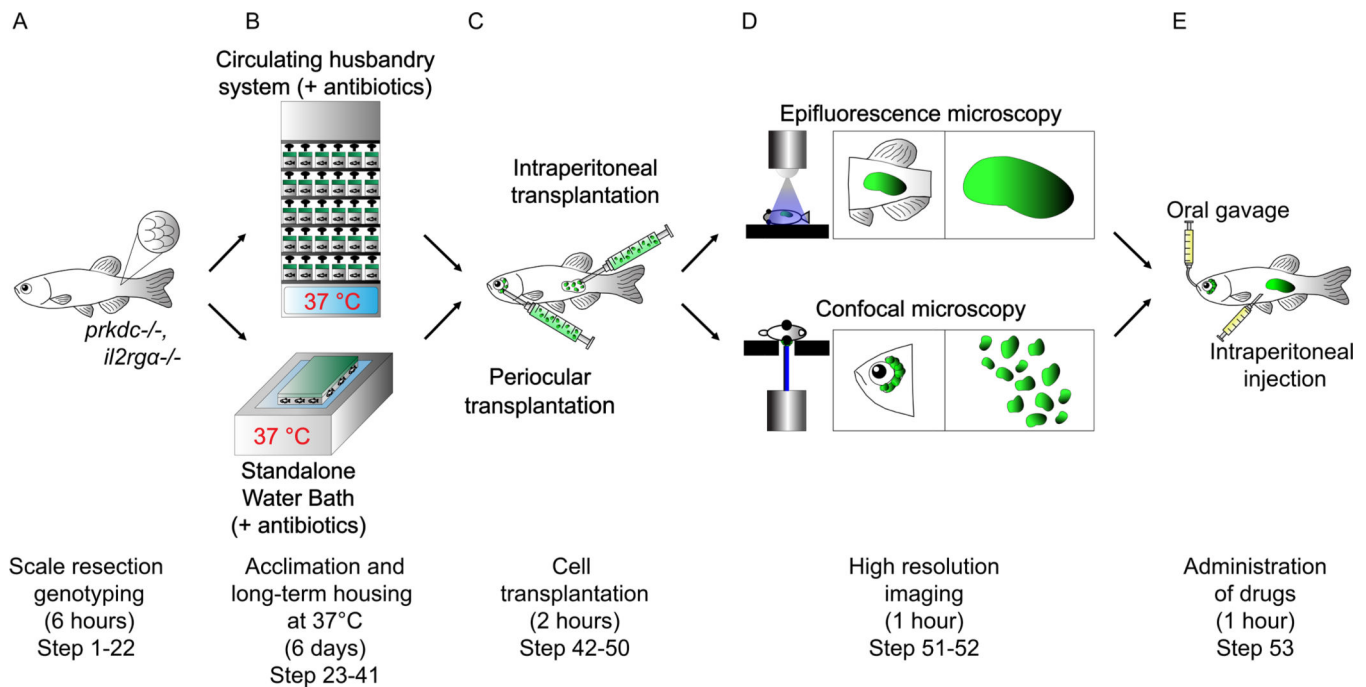 A
B
C
D
E
Circulating husbandry
system (+ antibiotics)
37 °C
prkdc-/-,
il2rgα-/-
37 °C
Standalone
Water Bath
(+ antibiotics)
Intraperitoneal
transplantation
Periocular
transplantation
Epifluorescence microscopy
Confocal microscopy
Oral gavage
Intraperitoneal
injection
Scale resection
genotyping
(6 hours)
Step 1-22
Acclimation and
long-term housing
at 37°C
(6 days)
Step 23-41
Cell
transplantation
(2 hours)
Step 42-50
High resolution
imaging
(1 hour)
Step 51-52
Administration
of drugs
(1 hour)
Step 53